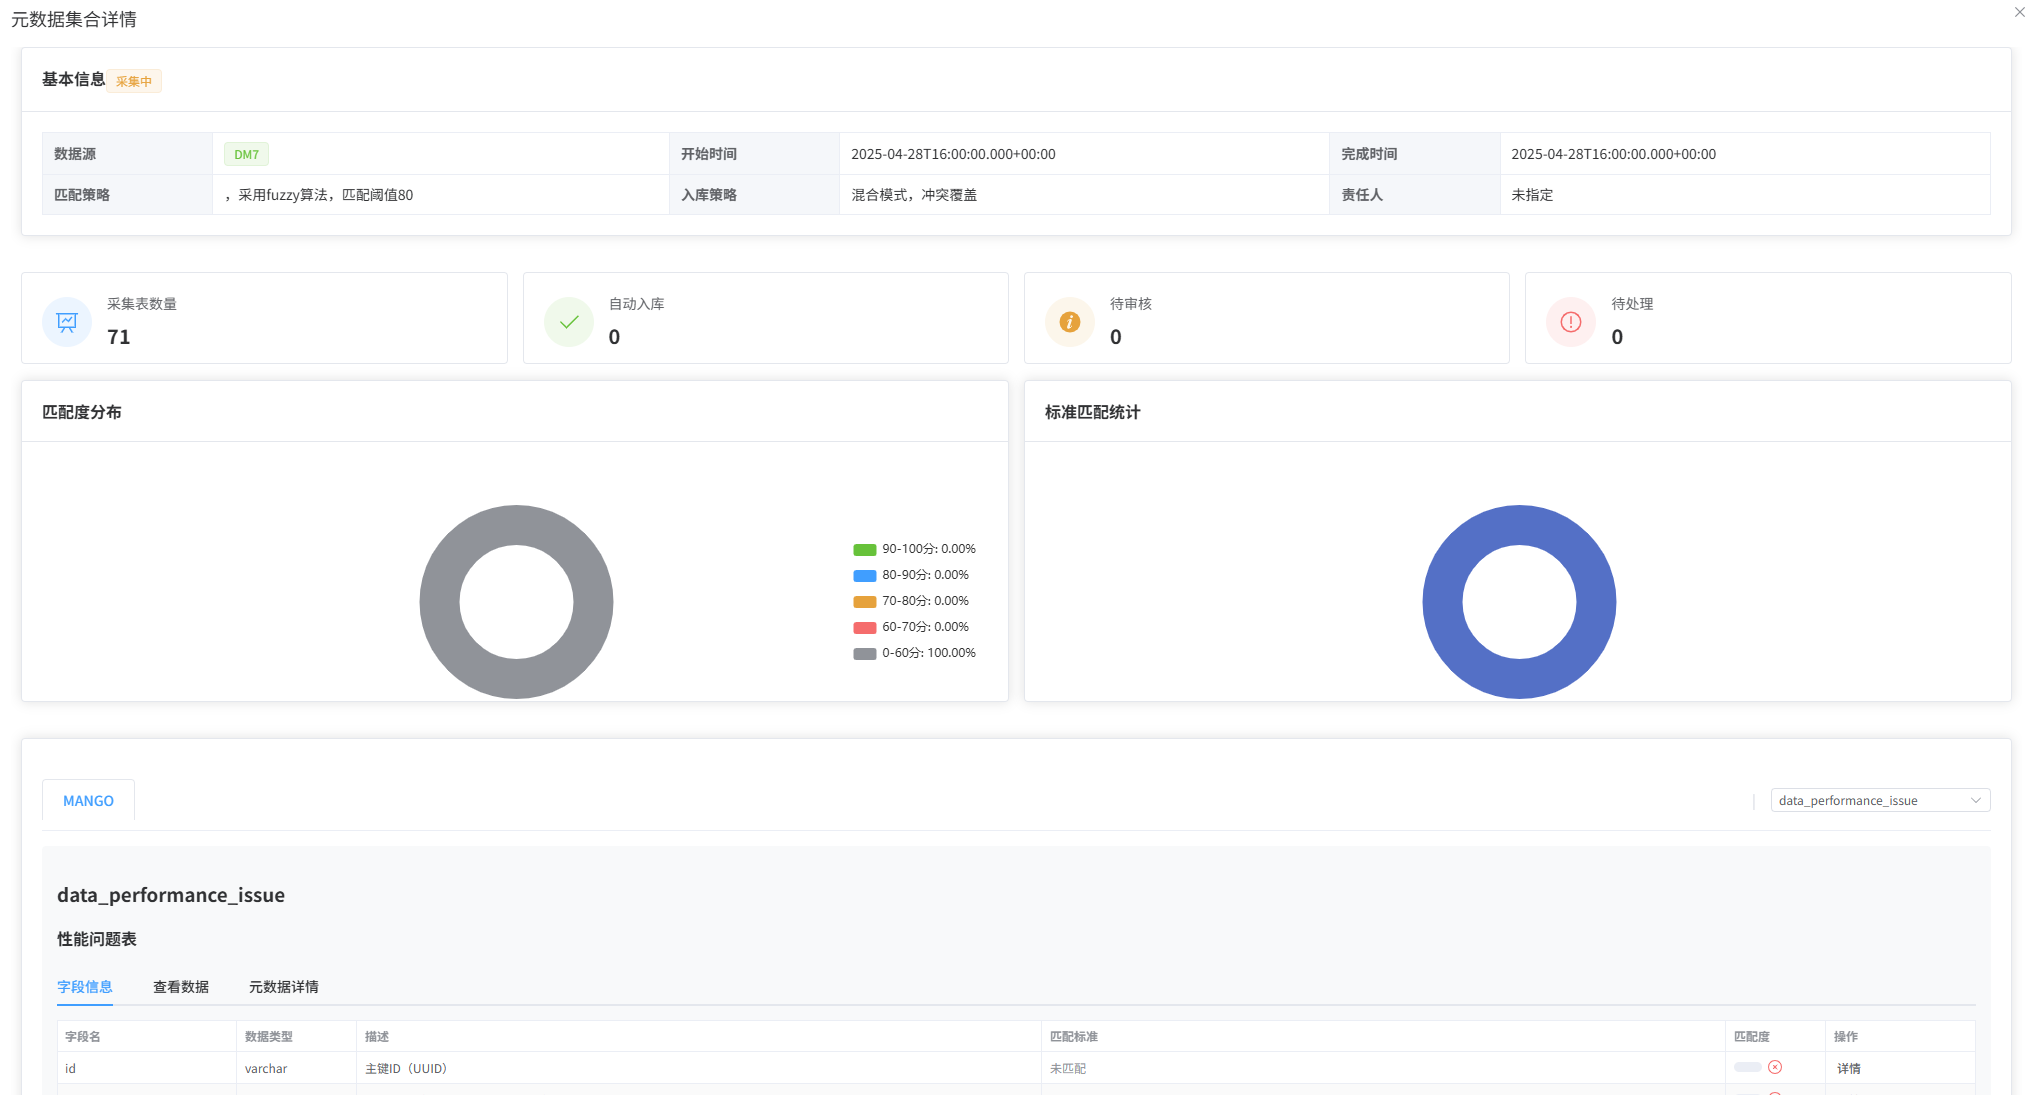 元数据集合详情
基本信息 采集中
数据源 DM7 开始时间 2025-04-28T16:00:00.000+00:00 完成时间 2025-04-28T16:00:00.000+00:00
匹配策略 ，采用fuzzy算法，匹配阈值80 入库策略 混合模式，冲突覆盖 责任人 未指定
采集表数量 自动入库 待审核 待处理
71 0 0 0
匹配度分布 标准匹配统计
90-100分: 0.00%
80-90分: 0.00%
70-80分: 0.00%
60-70分: 0.00%
0-60分: 100.00%
MANGO data_performance_issue
data_performance_issue
性能问题表
字段信息 查看数据 元数据详情
字段名 数据类型 描述 匹配标准 匹配度 操作
id varchar 主键ID（UUID） 未匹配 详情